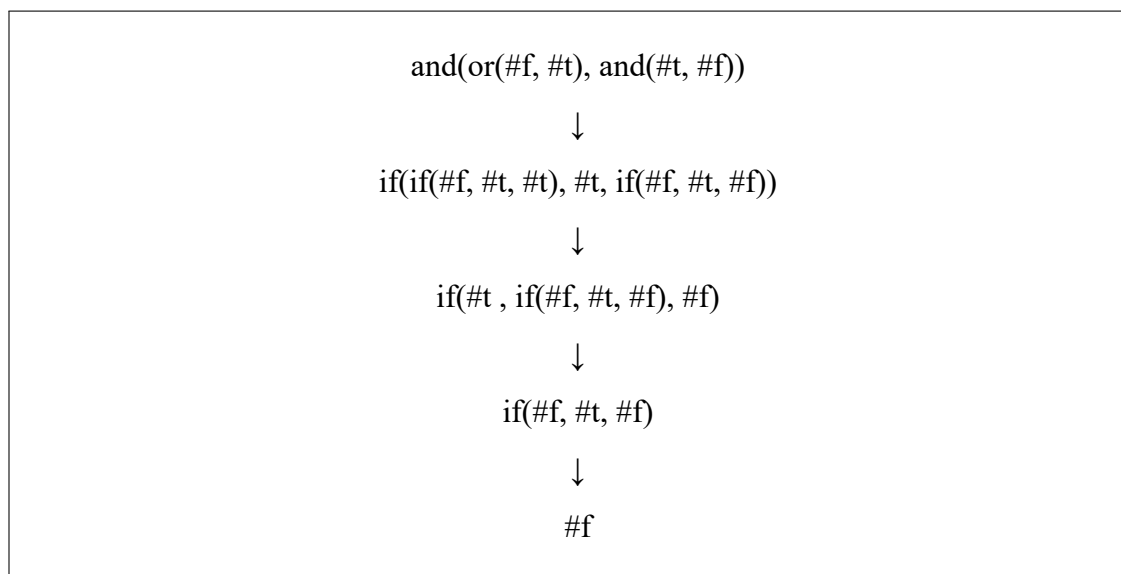 and(or(#f, #t), and(#t, #f))
↓
if(if(#f, #t, #t), #t, if(#f, #t, #f))
↓
if(#t , if(#f, #t, #f), #f)
↓
if(#f, #t, #f)
↓
#f